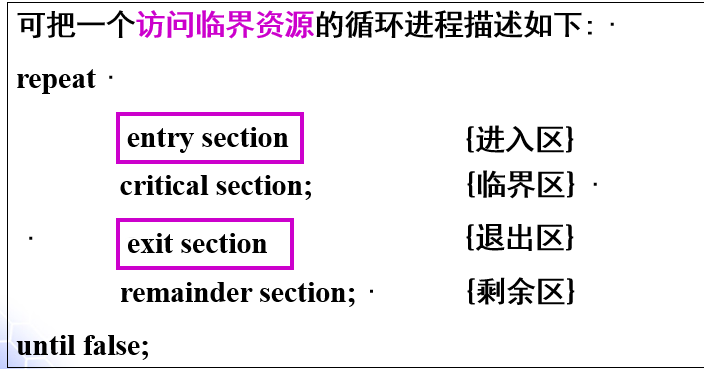 可把一个访问临界资源的循环进程描述如下：
repeat
entry section {进入区}
critical section; {临界区}
exit section {退出区}
remainder section; {剩余区}
until false;